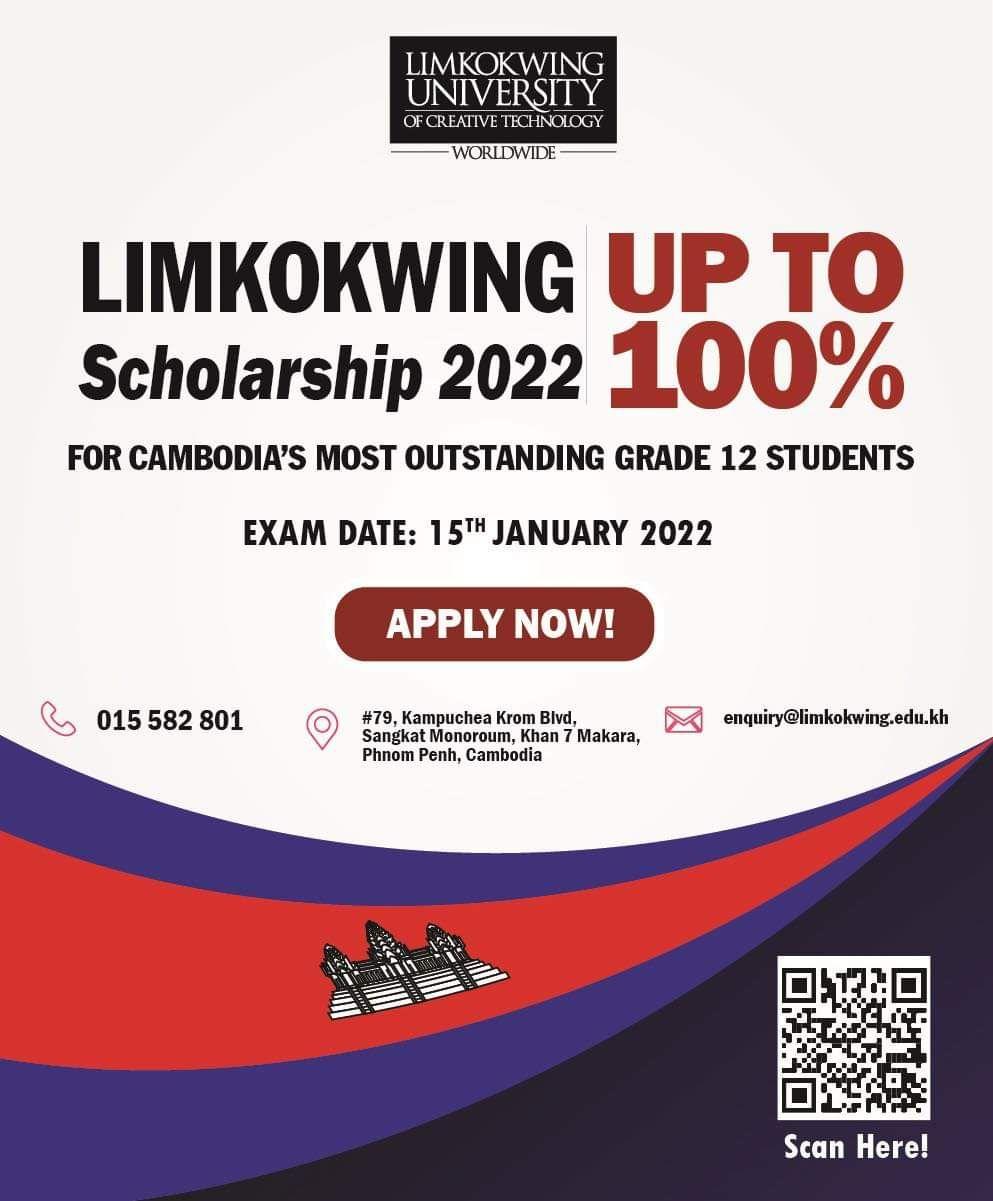 LIMKOKWING
UNIVERSITY
OF CREATIVE TECHNOLOGY
WORLDWIDE
LIMKOKWING
Scholarship 2022
UP TO
100%
FOR CAMBODIA'S MOST OUTSTANDING GRADE 12 STUDENTS
EXAM DATE: 15TH JANUARY 2022
APPLY NOW!
015 582 801
#79, Kampuchea Krom Blvd,
Sangkat Monoroum, Khan 7 Makara,
Phnom Penh, Cambodia
enquiry@limkokwing.edu.kh
Scan Here!